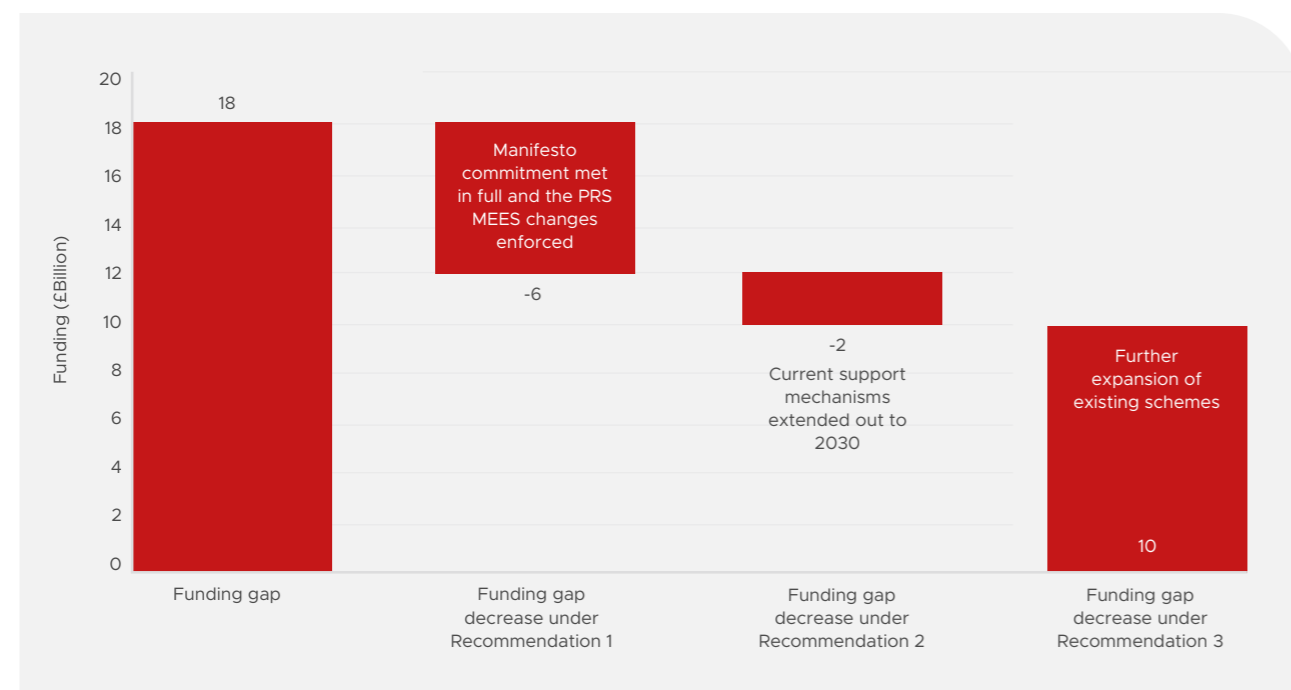 20
18
16
14
12
10
8
6
4
2
0
Funding (£Billion)
18
Manifesto
commitment met
in full and the PRS
MEES changes
enforced
-6
-2
Current support
mechanisms
extended out to
2030
Further
expansion of
existing schemes
10
Funding gap
Funding gap
decrease under
Recommendation 1
Funding gap
decrease under
Recommendation 2
Funding gap
decrease under
Recommendation 3